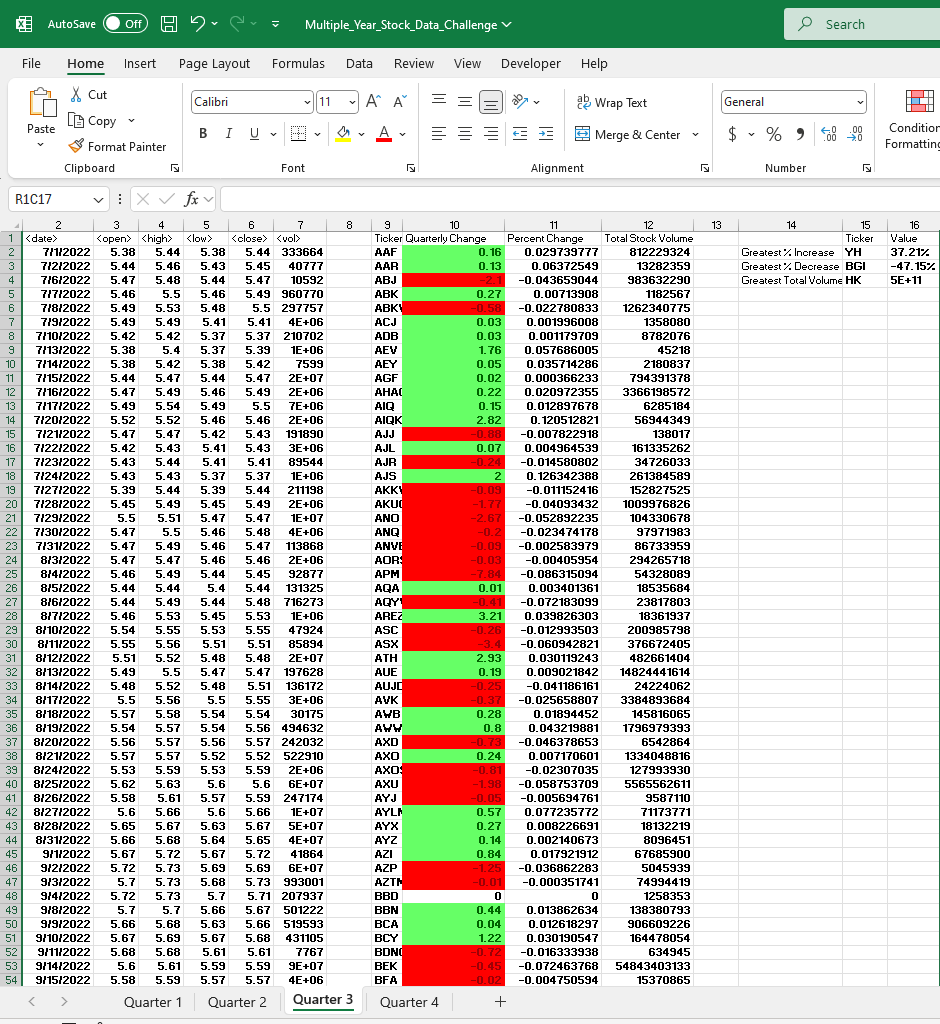 AutoSave Off Multiple_Year_Stock_Data_Challenge Search
File Home Insert Page Layout Formulas Data Review View Developer Help
Paste Cut Copy Format Painter Clipboard
Calibri 11 B I U A Font
Wrap Text Merge & Center Alignment
General $ % Number
Condition
Formatting
R1C17 fx
2 3 4 5 6 7 8 9 10 11 12 13 14 15 16
1 <date> <open> <high> <low> <close> <vol> Ticker Quarterly Change Percent Change Total Stock Volume Ticker Value
2 7/1/2022 5.38 5.44 5.38 5.44 333664 AAF 0.16 0.029739777 812229324 Greatest % Increase YH 37.21%
3 7/2/2022 5.44 5.46 5.43 5.45 40777 AAR 0.13 0.06372549 13282359 Greatest % Decrease BGI -47.15%
4 7/6/2022 5.47 5.48 5.44 5.47 10592 ABJ -2.1 -0.043659044 983632290 Greatest Total Volume HK 5E+11
5 7/7/2022 5.46 5.5 5.46 5.49 960770 ABK 0.27 0.00713908 1182567
6 7/8/2022 5.49 5.53 5.48 5.5 297757 ABK -0.58 -0.022780833 1262340775
7 7/9/2022 5.49 5.49 5.41 5.41 4E+06 ACJ 0.03 0.001996008 1358080
8 7/10/2022 5.42 5.42 5.37 5.37 210702 ADB 0.03 0.001179709 8782076
9 7/13/2022 5.38 5.4 5.37 5.39 1E+06 AEV 1.76 0.057686005 45218
10 7/14/2022 5.38 5.42 5.38 5.42 7599 AEY 0.05 0.035714286 2180837
11 7/15/2022 5.44 5.47 5.44 5.47 2E+07 AGF 0.02 0.000366233 794391378
12 7/16/2022 5.47 5.49 5.46 5.49 2E+06 AHA 0.22 0.020972355 3366198572
13 7/17/2022 5.49 5.54 5.49 5.5 7E+06 AIQ 0.15 0.012897678 6285184
14 7/20/2022 5.52 5.52 5.46 5.46 2E+06 AIQK 2.82 0.120512821 56944349
15 7/21/2022 5.47 5.47 5.42 5.43 191890 AJJ -0.88 -0.007822918 138017
16 7/22/2022 5.42 5.43 5.41 5.43 3E+06 AJL 0.07 0.004964539 161335262
17 7/23/2022 5.43 5.44 5.41 5.41 89544 AJR -0.24 -0.014580802 34726033
18 7/24/2022 5.43 5.43 5.37 5.37 1E+06 AJS 2 0.126342388 261384589
19 7/27/2022 5.39 5.44 5.39 5.44 211198 AKK -0.09 -0.011152416 152827525
20 7/28/2022 5.45 5.49 5.45 5.49 2E+06 AKU -1.77 -0.04093432 1009976826
21 7/29/2022 5.5 5.51 5.47 5.47 1E+07 ANO -2.67 -0.052892235 104330678
22 7/30/2022 5.47 5.5 5.46 5.48 4E+06 ANQ -0.2 -0.023474178 97971983
23 7/31/2022 5.47 5.49 5.46 5.47 113868 ANV -0.09 -0.002583979 86733959
24 8/3/2022 5.47 5.47 5.46 5.46 2E+06 AOR -0.03 -0.00405954 294265718
25 8/4/2022 5.46 5.49 5.44 5.45 92877 APM -7.84 -0.086315094 54328089
26 8/5/2022 5.44 5.44 5.4 5.44 131325 AQA 0.01 0.003401361 18535684
27 8/6/2022 5.44 5.49 5.44 5.48 716273 AQY -0.41 -0.072183099 23817803
28 8/7/2022 5.46 5.53 5.45 5.53 1E+06 AREZ 3.21 0.039826303 18361937
29 8/10/2022 5.54 5.55 5.53 5.53 47924 ASC -0.26 -0.012993503 200985798
30 8/11/2022 5.55 5.56 5.51 5.51 85894 ASX -3.4 -0.060942821 376672405
31 8/12/2022 5.51 5.52 5.48 5.48 2E+07 ATH 2.93 0.030119243 482661404
32 8/13/2022 5.49 5.5 5.47 5.47 197628 AUE 0.19 0.009021842 14824441614
33 8/14/2022 5.48 5.52 5.48 5.51 136172 AUJ -0.25 -0.041186161 24224062
34 8/17/2022 5.5 5.56 5.5 5.55 3E+06 AVK -0.37 -0.025658807 3384893684
35 8/18/2022 5.57 5.58 5.54 5.54 30175 AWB 0.28 0.01894452 145816065
36 8/19/2022 5.54 5.57 5.54 5.56 494632 AWW 0.8 0.043219881 1796979393
37 8/20/2022 5.56 5.57 5.56 5.57 242032 AXD -0.73 -0.046378653 6542864
38 8/21/2022 5.57 5.57 5.52 5.52 522910 AXO 0.24 0.007170601 1334048816
39 8/24/2022 5.53 5.59 5.53 5.59 2E+06 AXO -0.81 -0.02307035 127993930
40 8/25/2022 5.62 5.63 5.6 5.6 6E+07 AXU -1.98 -0.058753709 5565562611
41 8/26/2022 5.58 5.61 5.57 5.59 247174 AYJ -0.05 -0.005694761 9587110
42 8/27/2022 5.6 5.66 5.6 5.66 1E+07 AYL 0.57 0.077235772 71173771
43 8/28/2022 5.65 5.67 5.63 5.67 5E+07 AYX 0.27 0.008226691 18132219
44 8/31/2022 5.66 5.68 5.64 5.65 4E+07 AYZ 0.14 0.002140673 8096451
45 9/1/2022 5.67 5.72 5.67 5.72 41864 AZI 0.84 0.017921912 67685900
46 9/2/2022 5.72 5.73 5.69 5.69 6E+07 AZP -1.25 -0.036862283 5045939
47 9/3/2022 5.7 5.73 5.68 5.73 993001 AZT -0.01 -0.000351741 74994419
48 9/4/2022 5.72 5.73 5.7 5.71 207937 BBD 0 0 1258353
49 9/8/2022 5.7 5.7 5.66 5.67 501222 BBN 0.44 0.013862634 138380793
50 9/9/2022 5.66 5.68 5.63 5.66 519593 BCA 0.04 0.012618297 906609226
51 9/10/2022 5.67 5.69 5.67 5.68 431105 BCY 1.22 0.030190547 164478054
52 9/11/2022 5.68 5.68 5.61 5.61 7767 BDN -0.72 -0.016333938 634945
53 9/14/2022 5.6 5.61 5.59 5.59 9E+07 BEK -0.45 -0.072463768 54843403133
54 9/15/2022 5.58 5.59 5.57 5.57 4E+06 BFA -0.02 -0.004750594 15370865
Quarter 1 Quarter 2 Quarter 3 Quarter 4 +